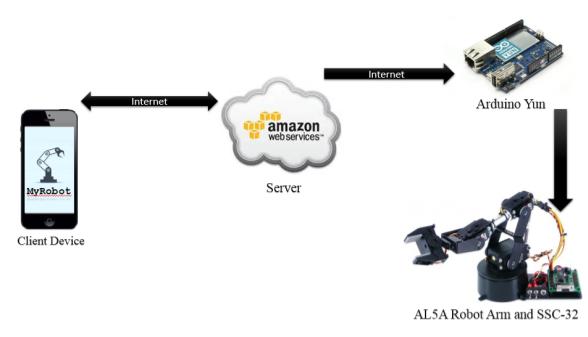 Internet
Internet
Arduino Yun
amazon
webservices™
Server
MyRobot
Client Device
AL5A Robot Arm and SSC-32